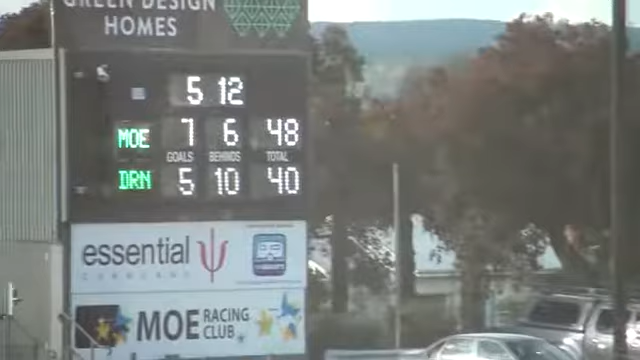 GREEN DESIGN
HOMES
5 12
MOE 7 6 48
GOALS BEHINDS TOTAL
DRN 5 10 40
essential
MOE RACING
CLUB